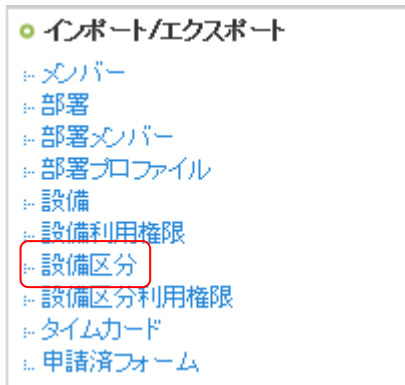 インポート/エクスポート
メンバー
部署
部署メンバー
部署プロファイル
設備
設備利用権限
設備区分
設備区分利用権限
タイムカード
申請済フォーム